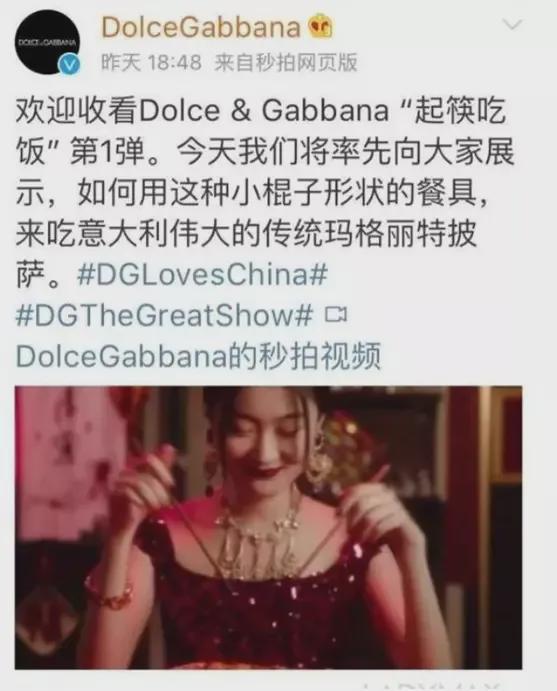 DOLCE&GABBANA
DolceGabbana
昨天 18:48 来自秒拍网页版
欢迎收看Dolce & Gabbana “起筷吃
饭”第1弹。今天我们将率先向大家展
示，如何用这种小棍子形状的餐具，
来吃意大利伟大的传统玛格丽特披
萨。#DGLovesChina#
#DGTheGreatShow#
DolceGabbana的秒拍视频